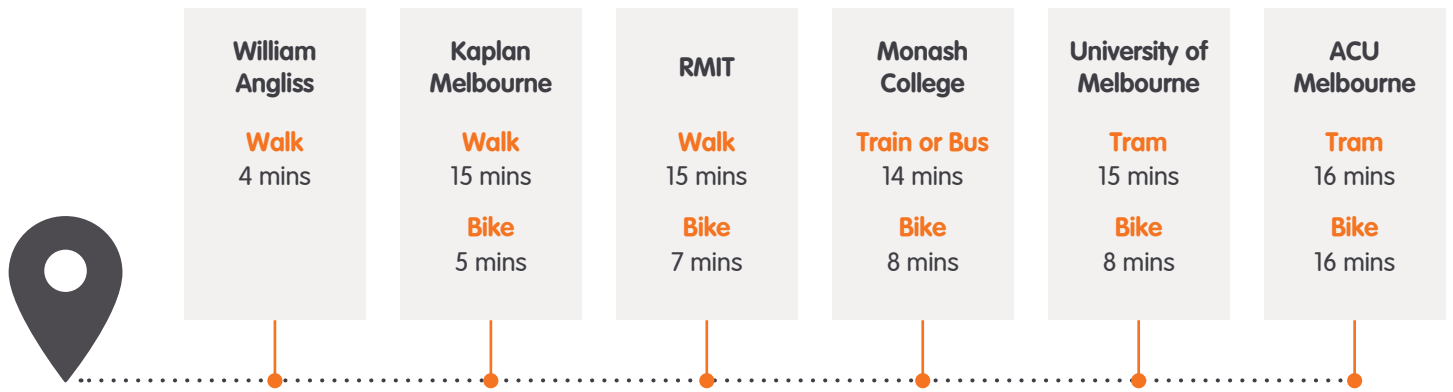 William
Angliss
Walk
4 mins
Kaplan
Melbourne
Walk
15 mins
Bike
5 mins
RMIT
Walk
15 mins
Bike
7 mins
Monash
College
Train or Bus
14 mins
Bike
8 mins
University of
Melbourne
Tram
15 mins
Bike
8 mins
ACU
Melbourne
Tram
16 mins
Bike
16 mins